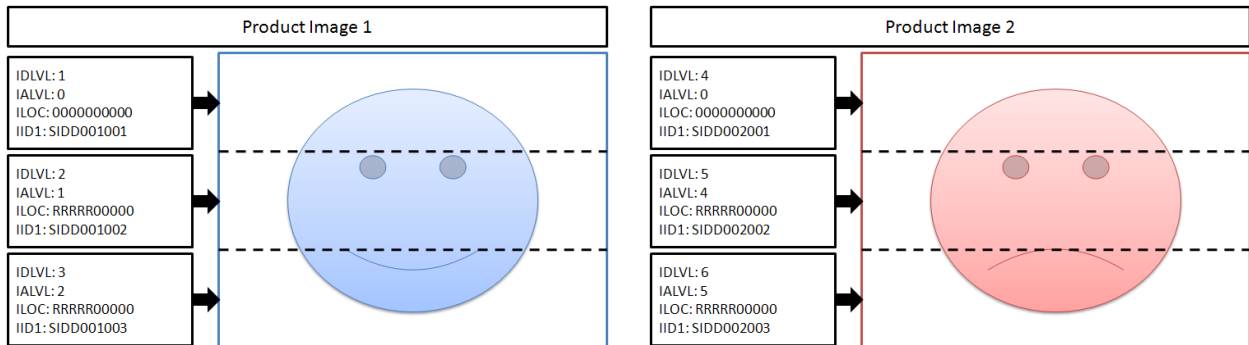 Product Image 1
IDLVL: 1
IALVL: 0
ILOC: 0000000000
IID1: SIDD001001
IDLVL: 2
IALVL: 1
ILOC: RRRRR00000
IID1: SIDD001002
IDLVL: 3
IALVL: 2
ILOC: RRRRR00000
IID1: SIDD001003
Product Image 2
IDLVL: 4
IALVL: 0
ILOC: 0000000000
IID1: SIDD002001
IDLVL: 5
IALVL: 4
ILOC: RRRRR00000
IID1: SIDD002002
IDLVL: 6
IALVL: 5
ILOC: RRRRR00000
IID1: SIDD002003